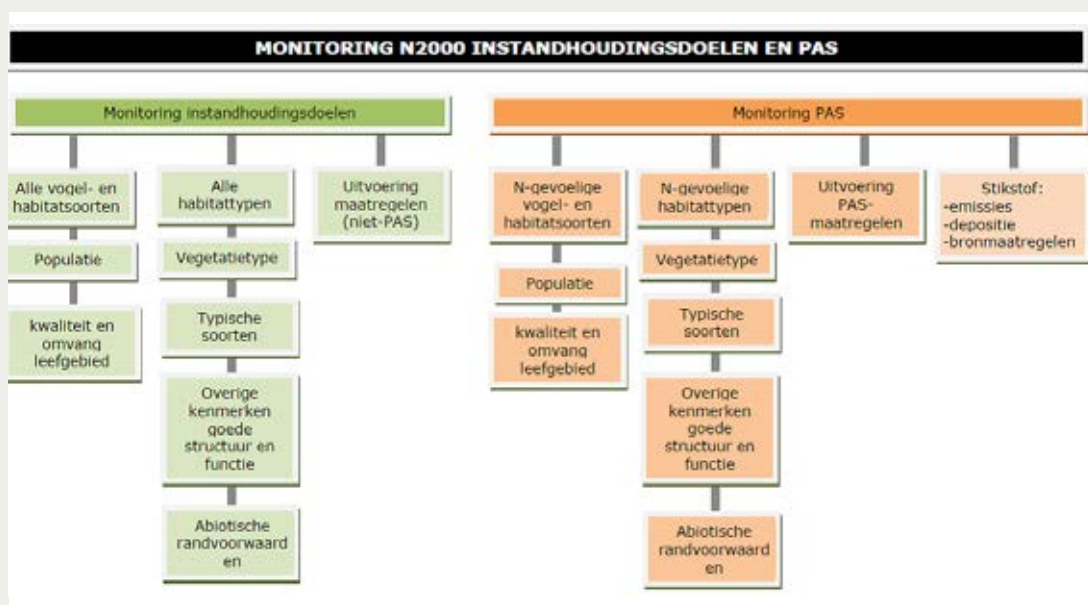 MONITORING N2000 INSTANDHOUDINGSDOELEN EN PAS
Monitoring instandhoudingsdoelen
Alle vogel- en
habitatsoorten
Populatie
kwaliteit en
omvang
leefgebied
Alle
habitattypen
Vegetatietype
Typische
soorten
Overige
kenmerken
goede
structuur en
functie
Abiotische
randvoorwaard
en
Uitvoering
maatregelen
(niet-PAS)
Monitoring PAS
N-gevoelige
vogel- en
habitatsoorten
Populatie
kwaliteit en
omvang
leefgebied
N-gevoelige
habitattypen
Vegetatietype
Typische
soorten
Overige
kenmerken
goede
structuur en
functie
Abiotische
randvoorwaard
en
Uitvoering
PAS-
maatregelen
Stikstof:
-emissies
-depositie
-bronmaatregelen